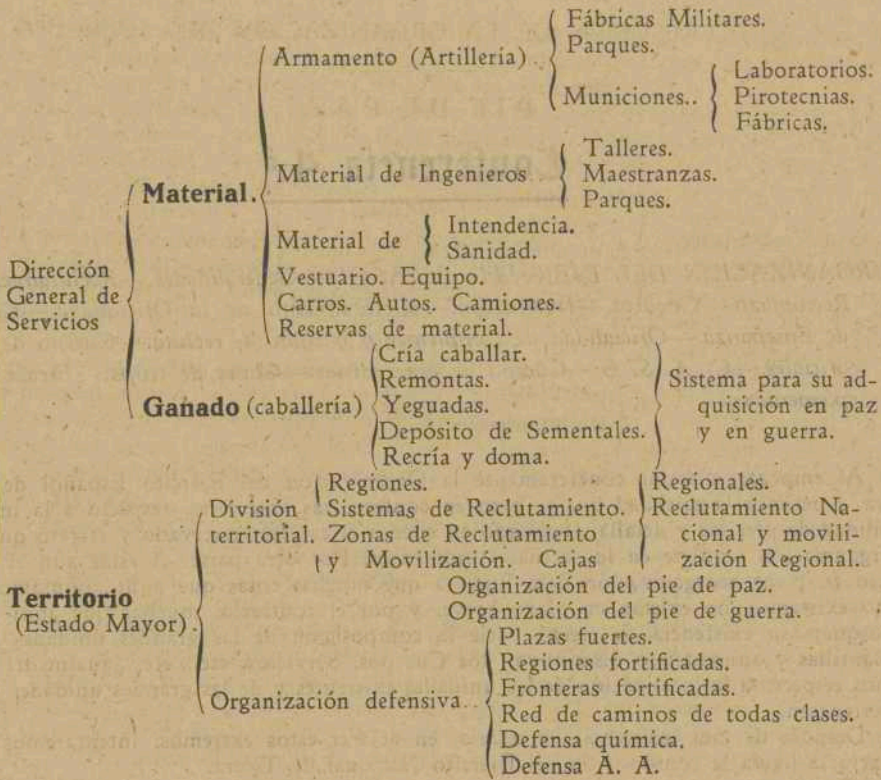 Fábricas Militares.
Armamento (Artillería) ..
Parques.
Municiones..
Laboratorios.
Pirotecnias.
Fábricas.
Material.
Material de Ingenieros ..
Talleres.
Maestranzas.
Parques.
Material de
Intendencia.
Sanidad.
Dirección
General de
Servicios
Vestuario. Equipo.
Carros. Autos. Camiones.
Reservas de material.
Ganado (caballería)
Cría caballar.
Remontas.
Yeguadas.
Depósito de Sementales.
Recría y doma.
Sistema para su ad-
quisición en paz
y en guerra.
Territorio
(Estado Mayor).
División
territorial.
Regiones.
Sistemas de Reclutamiento.
Zonas de Reclutamiento
y Movilización. Cajas
Regionales.
Reclutamiento Na-
cional y movili-
zación Regional.
Organización del pie de paz.
Organización del pie de guerra.
Organización defensiva...
Plazas fuertes.
Regiones fortificadas.
Fronteras fortificadas.
Red de caminos de todas clases.
Defensa química.
Defensa A. A.